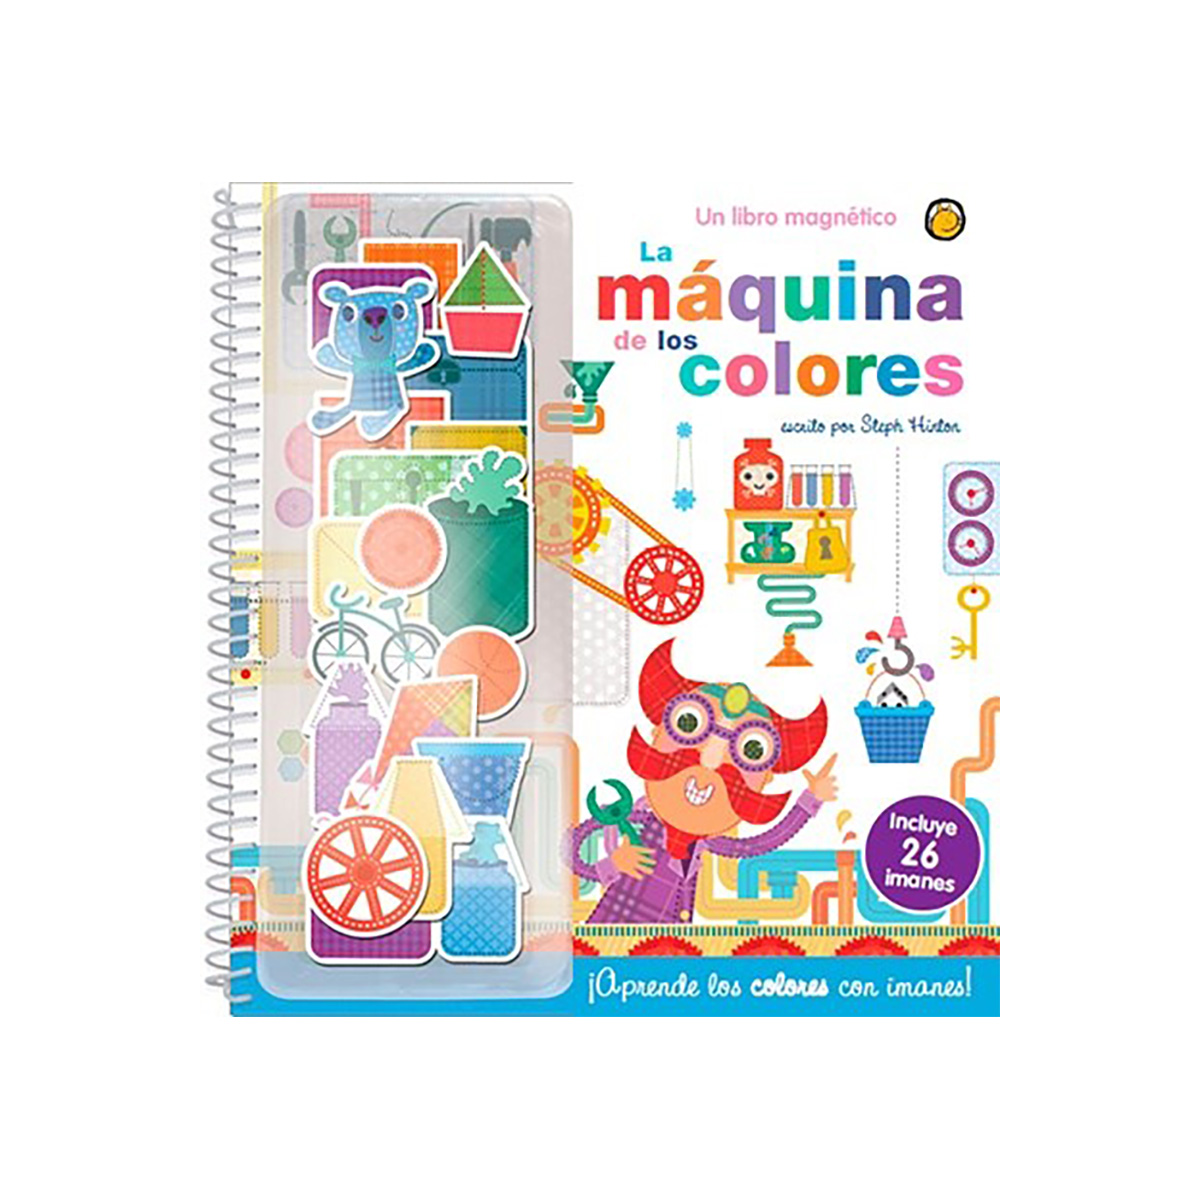 Un libro magnético
La
máquina
de los
colores
escrito por Steph Hinton
Incluye
26
imanes
¡Aprende los colores con imanes!